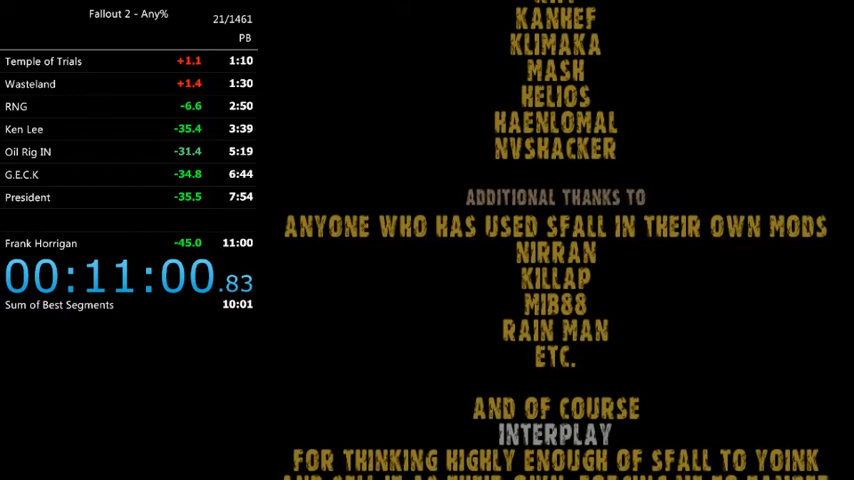 Fallout 2 - Any%
21/1461
PB
Temple of Trials +1.1 1:10
Wasteland +1.4 1:30
RNG -6.6 2:50
Ken Lee -35.4 3:39
Oil Rig IN -31.4 5:19
G.E.C.K -34.8 6:44
President -35.5 7:54
Frank Horrigan -45.0 11:00
00:11:00.83
Sum of Best Segments 10:01
KANHEF
KLIMAKA
MASH
HELIOS
HAENLOMAL
NVSHACKER
ADDITIONAL THANKS TO
ANYONE WHO HAS USED SFALL IN THEIR OWN MODS
NIRRAN
KILLAP
MIB88
RAIN MAN
ETC.
AND OF COURSE
INTERPLAY
FOR THINKING HIGHLY ENOUGH OF SFALL TO YOINK